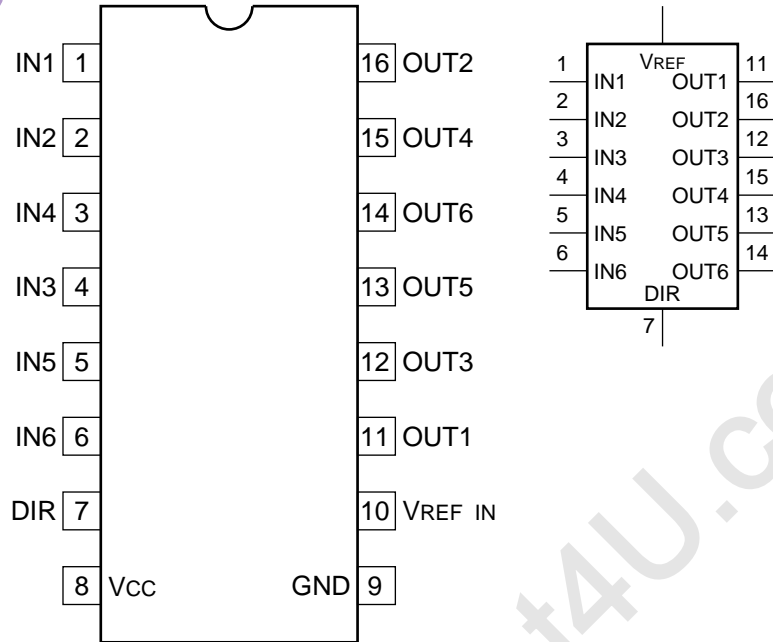 IN1 1 16 OUT2
IN2 2 15 OUT4
IN4 3 14 OUT6
IN3 4 13 OUT5
IN5 5 12 OUT3
IN6 6 11 OUT1
DIR 7 10 VREF IN
8 VCC GND 9
VREF
1 IN1 OUT1 11
2 IN2 OUT2 16
3 IN3 OUT3 12
4 IN4 OUT4 15
5 IN5 OUT5 13
6 IN6 OUT6 14
DIR
7
t4U.co